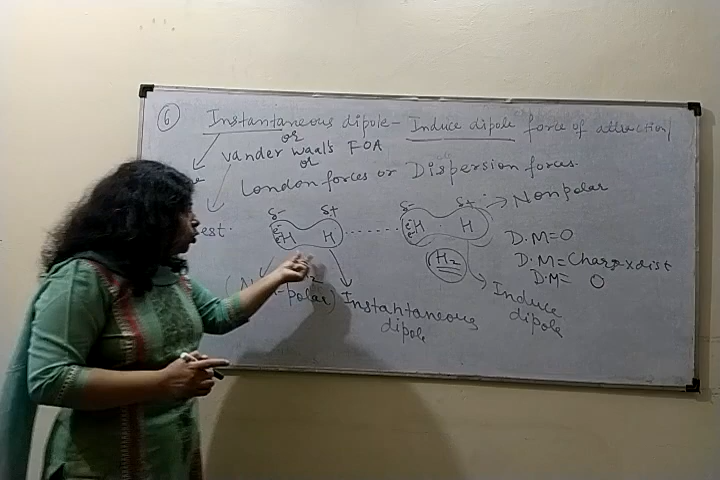 6 Instantaneous dipole - Induce dipole force of attraction
or
vander waal's FOA
or
London forces or Dispersion forces.
est.
δ- δ+ δ- δ+ → Nonpolar
e- H H ...... e- H H
D.M=0
H₂ D.M=Charge x dist
D.M= 0
H₂
polar) Instantaneous dipole
Induce dipole